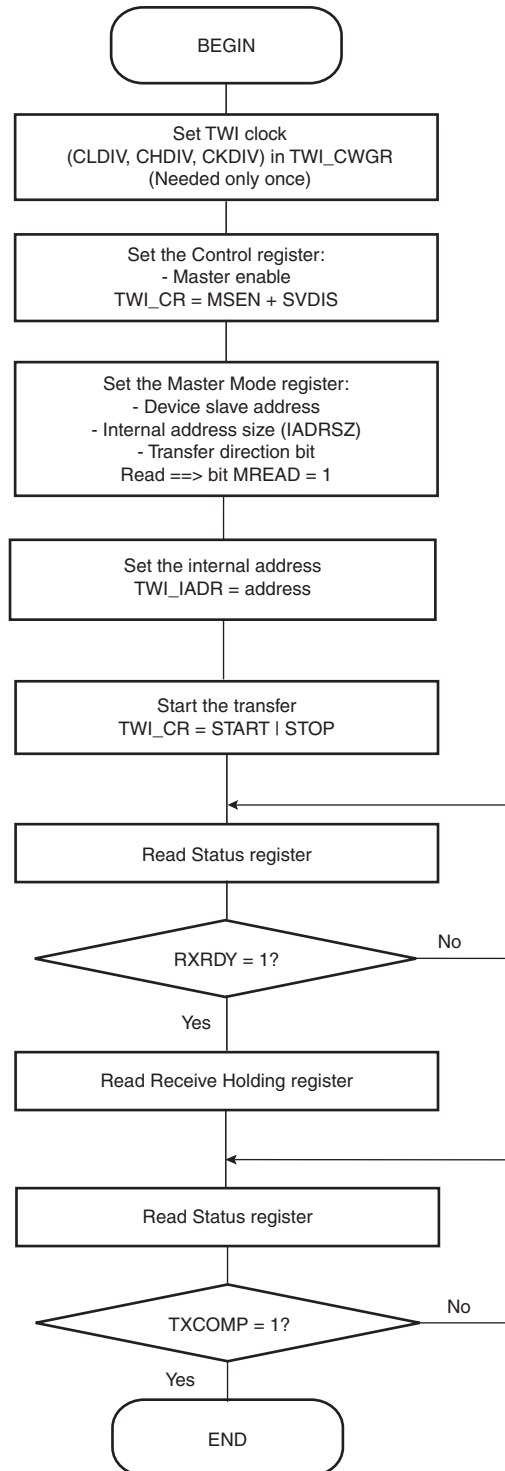 BEGIN
Set TWI clock
(CLDIV, CHDIV, CKDIV) in TWI_CWGR
(Needed only once)
Set the Control register:
- Master enable
TWI_CR = MSEN + SVDIS
Set the Master Mode register:
- Device slave address
- Internal address size (IADRSZ)
- Transfer direction bit
Read ==> bit MREAD = 1
Set the internal address
TWI_IADR = address
Start the transfer
TWI_CR = START | STOP
Read Status register
RXRDY = 1?
No
Yes
Read Receive Holding register
Read Status register
TXCOMP = 1?
No
Yes
END